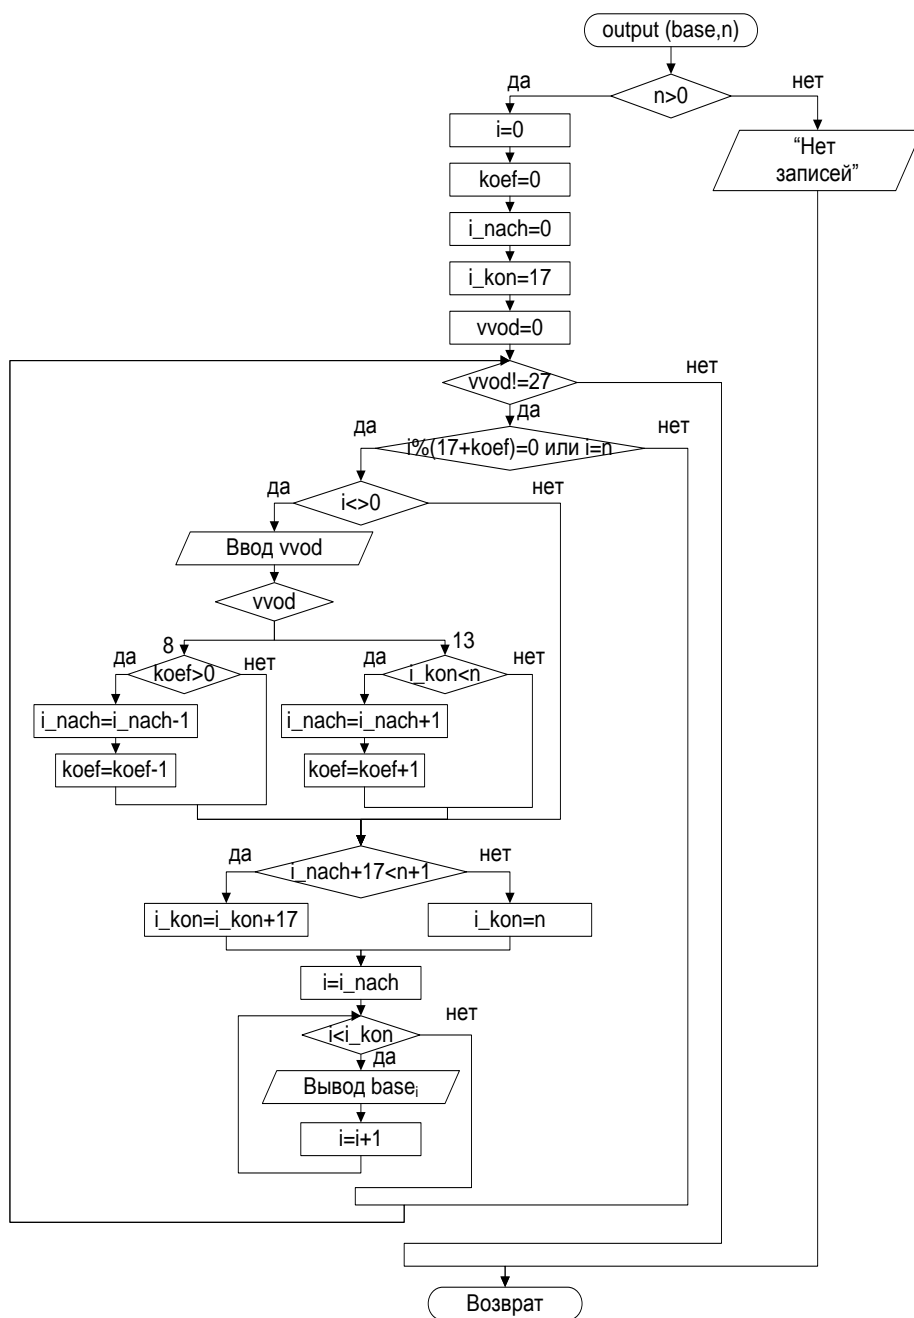 output (base,n)
да
n>0
нет
i=0
“Нет
записей”
koef=0
i_nach=0
i_kon=17
vvod=0
vvod!=27
нет
да
да
i%(17+koef)=0 или i=n
нет
да
i<>0
нет
Ввод vvod
vvod
8
13
да
koef>0
нет
да
i_kon<n
нет
i_nach=i_nach-1
i_nach=i_nach+1
koef=koef-1
koef=koef+1
да
i_nach+17<n+1
нет
i_kon=i_kon+17
i_kon=n
i=i_nach
i<i_kon
нет
да
Вывод baseᵢ
i=i+1
Возврат